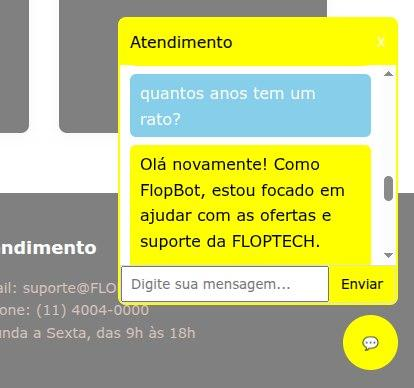 Atendimento
x
quantos anos tem um
rato?
Olá novamente! Como
FlopBot, estou focado em
ajudar com as ofertas e
suporte da FLOPTECH.
Digite sua mensagem...
Enviar
ndimento
ail: suporte@FLO
one: (11) 4004-0000
unda a Sexta, das 9h às 18h